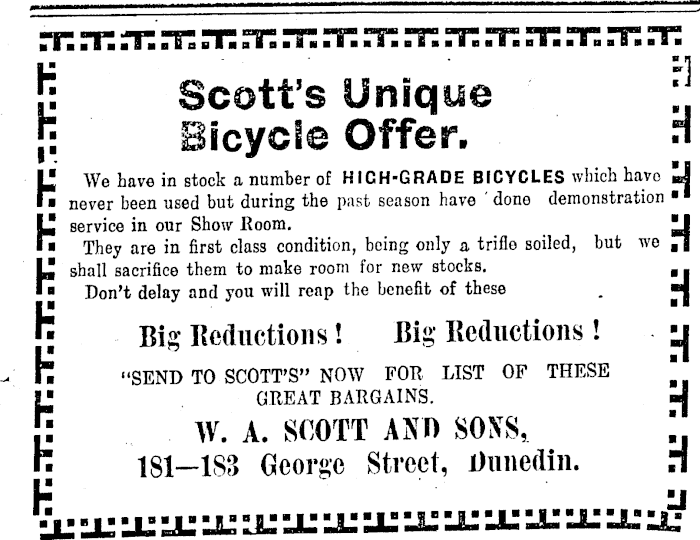 Scott's Unique
Bicycle Offer.
We have in stock a number of HIGH-GRADE BICYCLES which have
never been used but during the past season have done demonstration
service in our Show Room.
They are in first class condition, being only a trifle soiled, but we
shall sacrifice them to make room for new stocks.
Don't delay and you will reap the benefit of these
Big Reductions! Big Reductions!
"SEND TO SCOTT'S" NOW FOR LIST OF THESE
GREAT BARGAINS.
W. A. SCOTT AND SONS,
181—183 George Street, Dunedin.